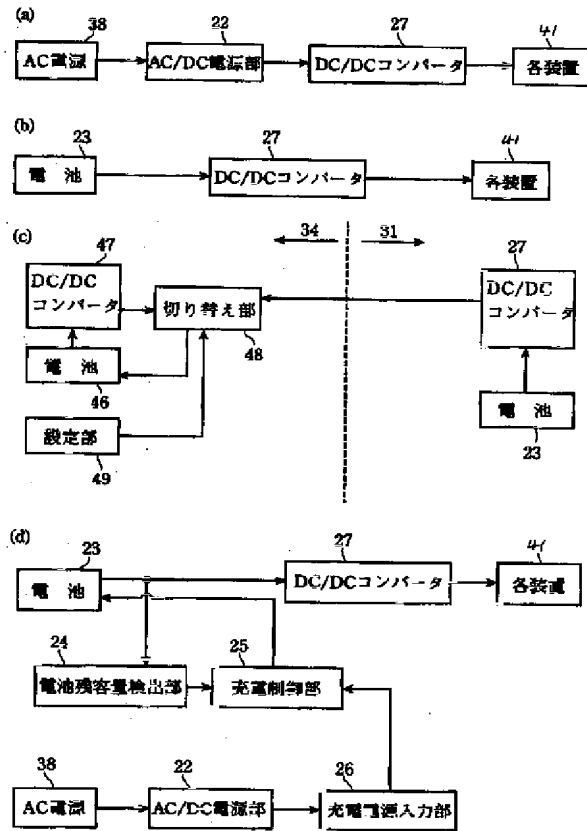 (a)
38
22
27
41
AC電源
AC/DC電源部
DC/DCコンバータ
各装置
(b)
23
27
41
電 池
DC/DCコンバータ
各装置
(c)
47
34
31
27
DC/DC
コンバータ
切り替え部
48
DC/DC
コンバータ
電 池
46
電 池
23
設定部
49
(d)
23
27
41
電 池
DC/DCコンバータ
各装置
24
25
電池残容量検出部
充電制御部
38
22
26
AC電源
AC/DC電源部
充電電源入力部